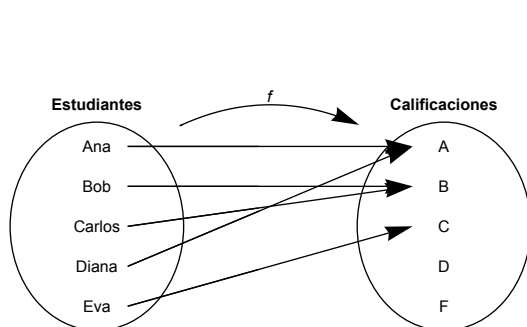 f
Estudiantes
Calificaciones
Ana
A
Bob
B
Carlos
C
Diana
D
Eva
F